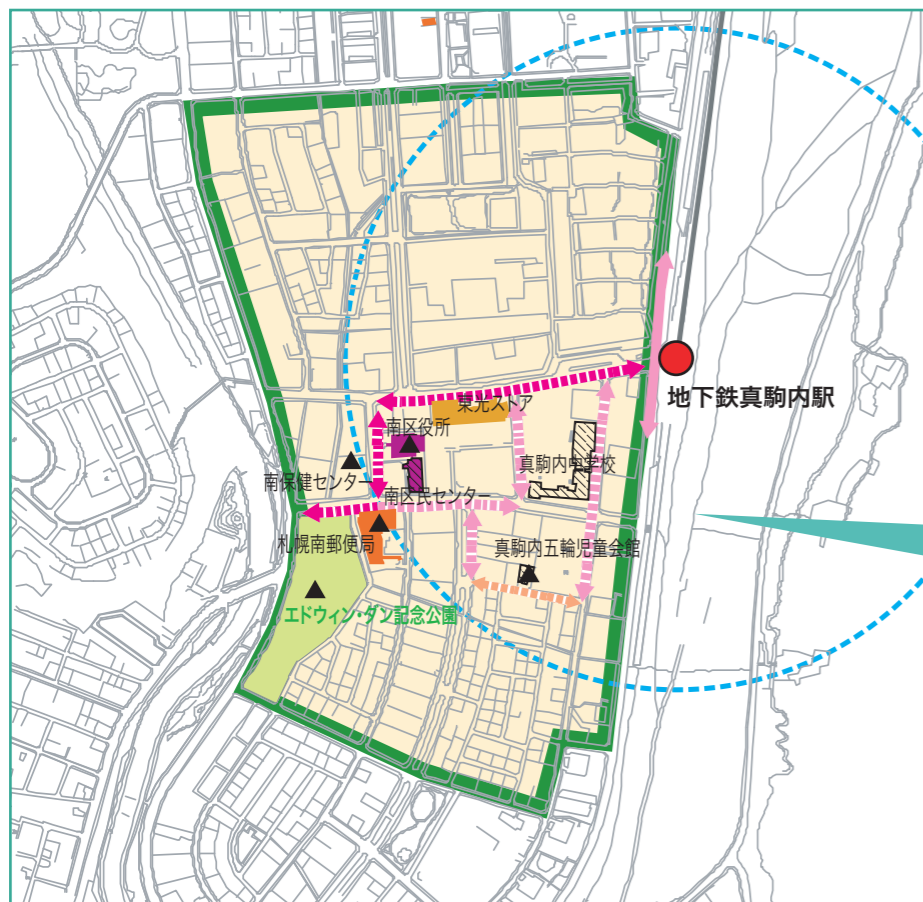 地下鉄真駒内駅
東光ストア
南区役所
真駒内中学校
南保健センター
南区民センター
札幌南郵便局
真駒内五輪児童会館
エドウィン・ダン記念公園